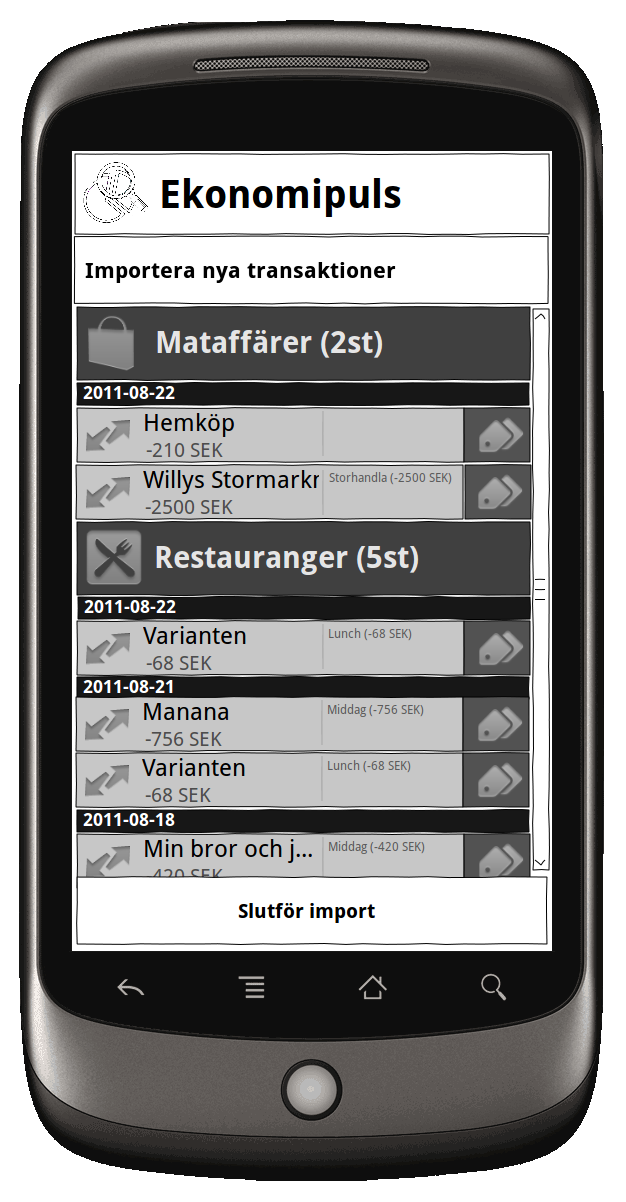 Ekonomipuls
Importera nya transaktioner
Mataffärer (2st)
2011-08-22
Hemköp
-210 SEK
Willys Stormarkr
Storhandla (-2500 SEK)
-2500 SEK
Restauranger (5st)
2011-08-22
Varianten
Lunch (-68 SEK)
-68 SEK
2011-08-21
Manana
Middag (-756 SEK)
-756 SEK
Varianten
Lunch (-68 SEK)
-68 SEK
2011-08-18
Min bror och j...
Middag (-420 SEK)
-420 SEK
Slutför import